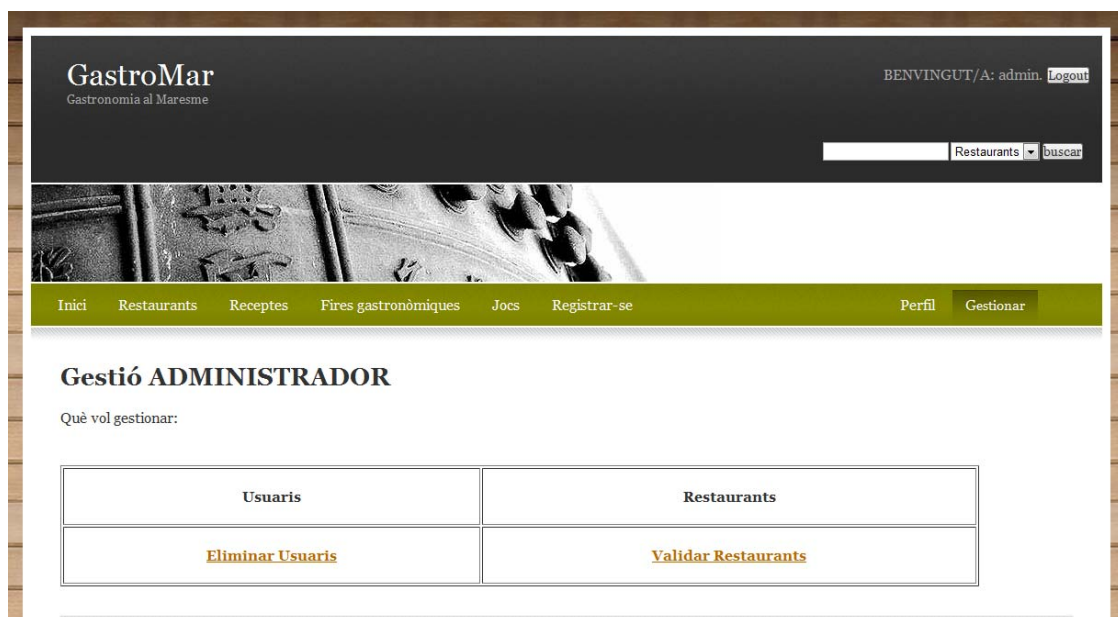 GastroMar
Gastronomia al Maresme
BENVINGUT/A: admin. Logout
Restaurants buscar
Inici Restaurants Receptes Fires gastronòmiques Jocs Registrar-se Perfil Gestionar
Gestió ADMINISTRADOR
Què vol gestionar:
Usuaris Restaurants
Eliminar Usuaris Validar Restaurants